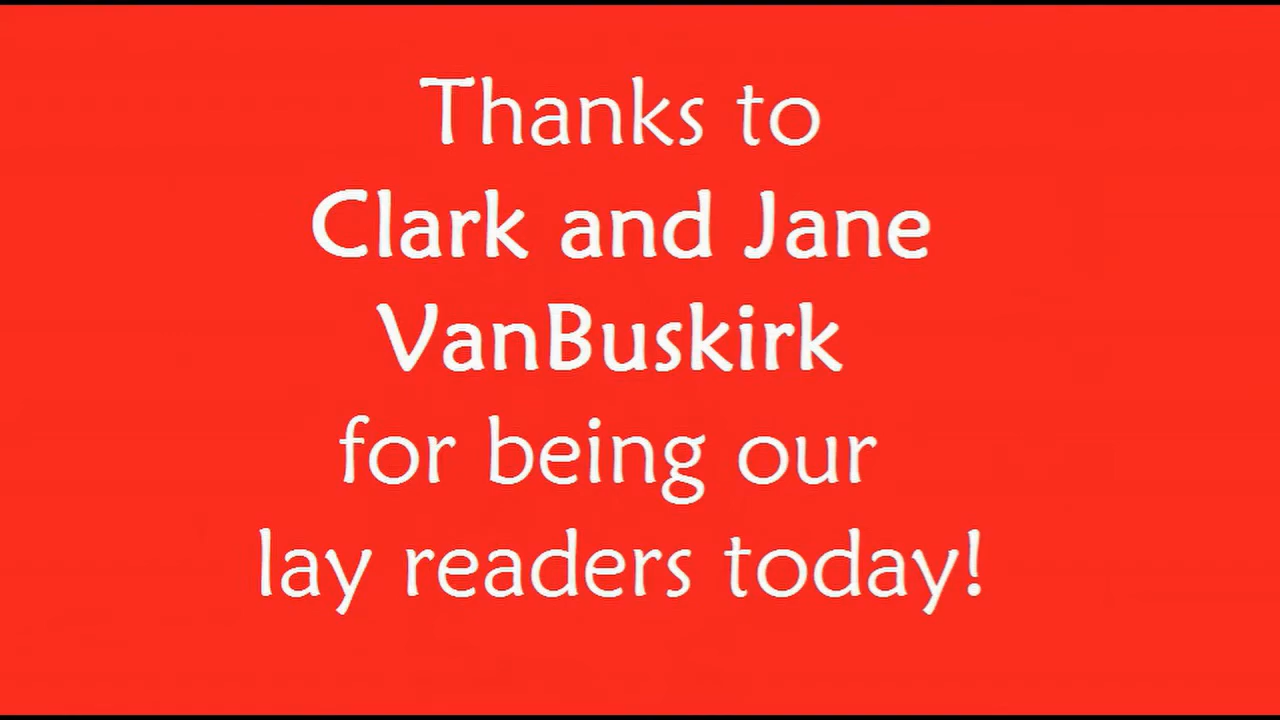 Thanks to
Clark and Jane
VanBuskirk
for being our
lay readers today!